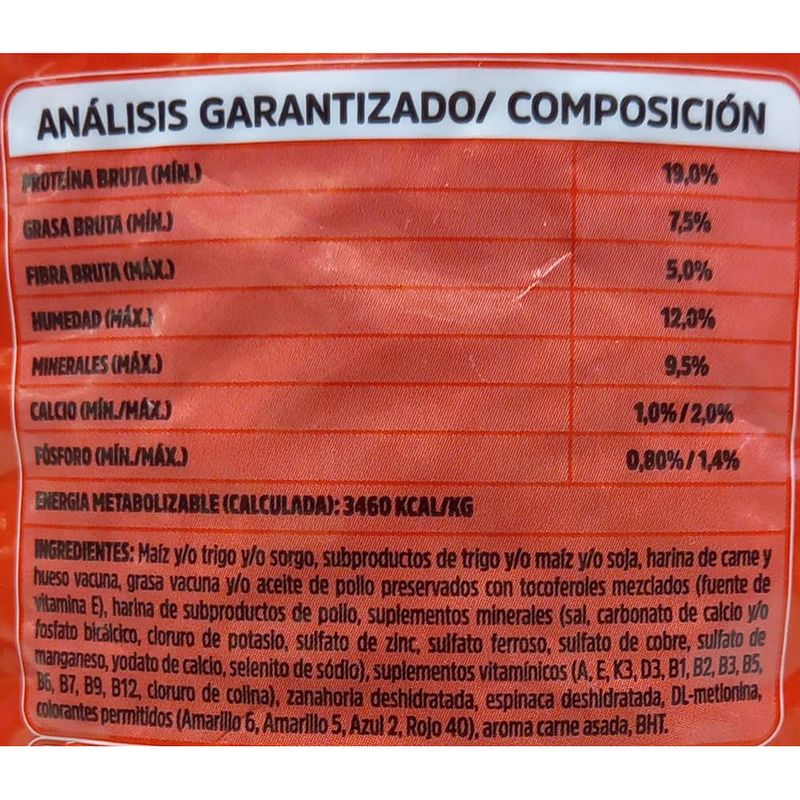 ANÁLISIS GARANTIZADO/ COMPOSICIÓN
PROTEÍNA BRUTA (MÍN.) 19,0%
GRASA BRUTA (MÍN.) 7,5%
FIBRA BRUTA (MÁX.) 5,0%
HUMEDAD (MÁX.) 12,0%
MINERALES (MÁX.) 9,5%
CALCIO (MÍN./MÁX.) 1,0% / 2,0%
FÓSFORO (MÍN./MÁX.) 0,80% / 1,4%
ENERGIA METABOLIZABLE (CALCULADA): 3460 KCAL/KG
INGREDIENTES: Maíz y/o trigo y/o sorgo, subproductos de trigo y/o maíz y/o soja, harina de carne y
hueso vacuna, grasa vacuna y/o aceite de pollo preservados con tocoferoles mezclados (fuente de
vitamina E), harina de subproductos de pollo, suplementos minerales (sal, carbonato de calcio y/o
fosfato bicálcico, cloruro de potasio, sulfato de zinc, sulfato ferroso, sulfato de cobre, sulfato de
manganeso, yodato de calcio, selenito de sódio), suplementos vitamínicos (A, E, K3, D3, B1, B2, B3, B5,
B6, B7, B9, B12, cloruro de colina), zanahoria deshidratada, espinaca deshidratada, DL-metionina,
colorantes permitidos (Amarillo 6, Amarillo 5, Azul 2, Rojo 40), aroma carne asada, BHT.